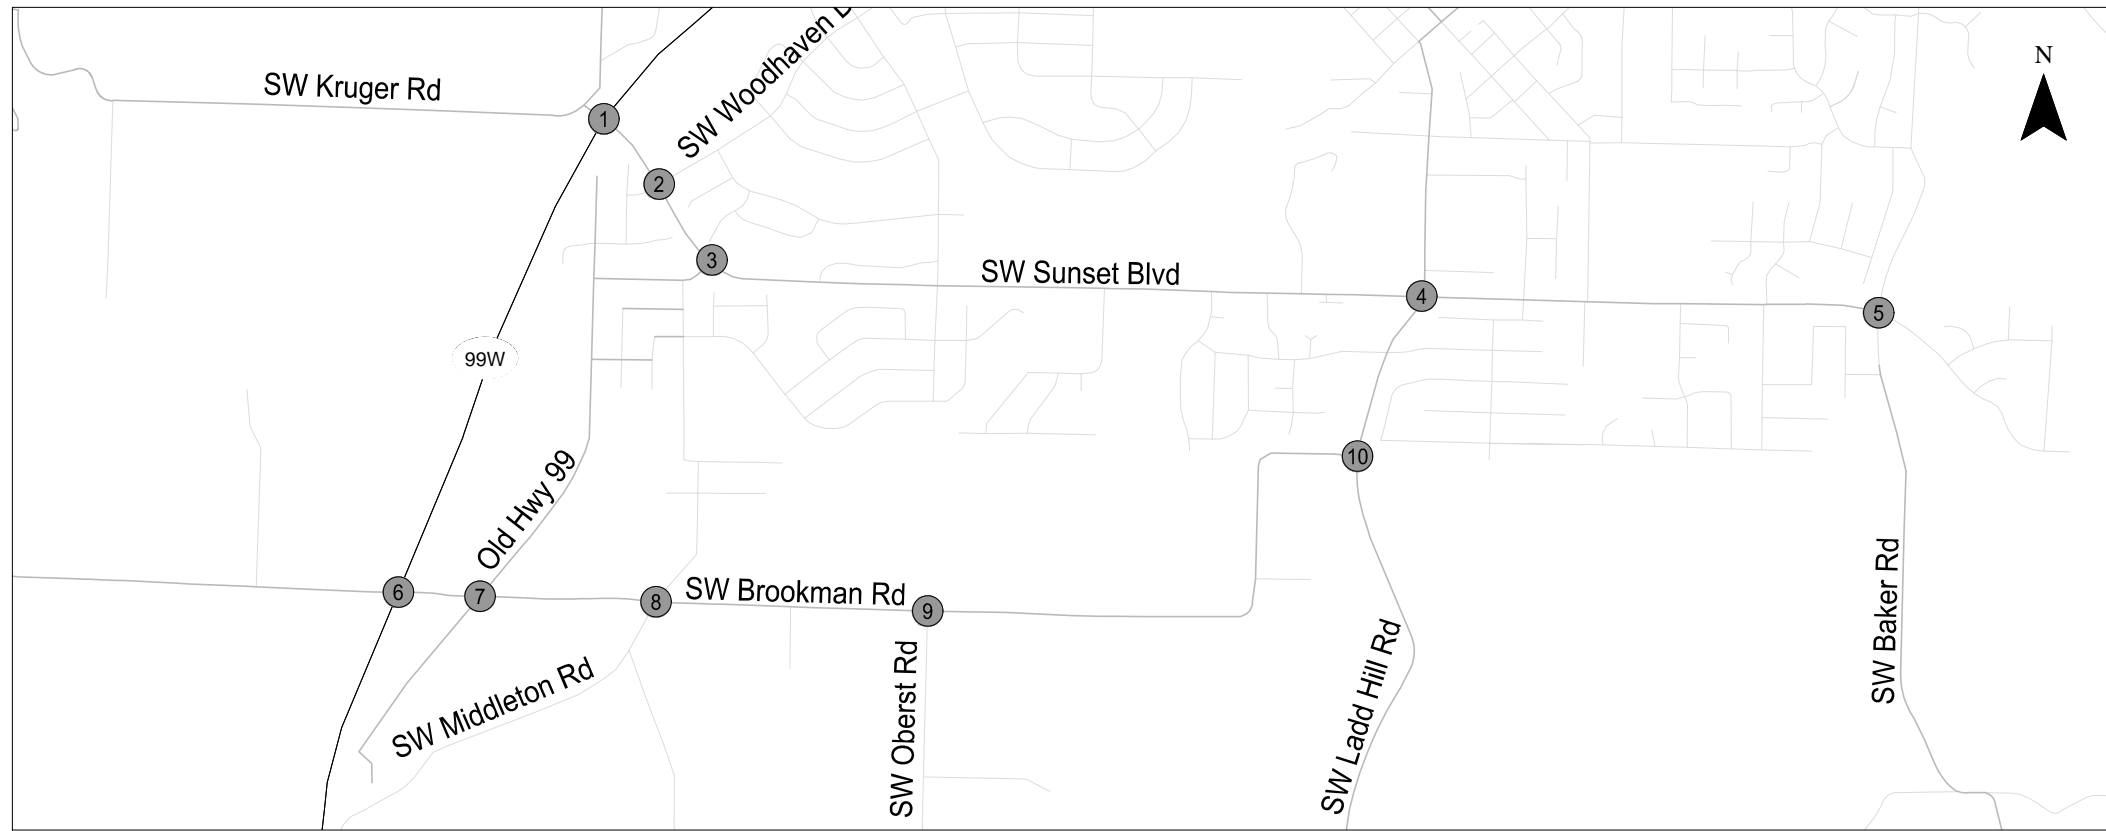 N
SW Kruger Rd
SW Woodhaven
1
2
3
SW Sunset Blvd
4
5
99W
Old Hwy 99
10
6
7
8
SW Brookman Rd
9
SW Middleton Rd
SW Oberst Rd
SW Ladd Hill Rd
SW Baker Rd